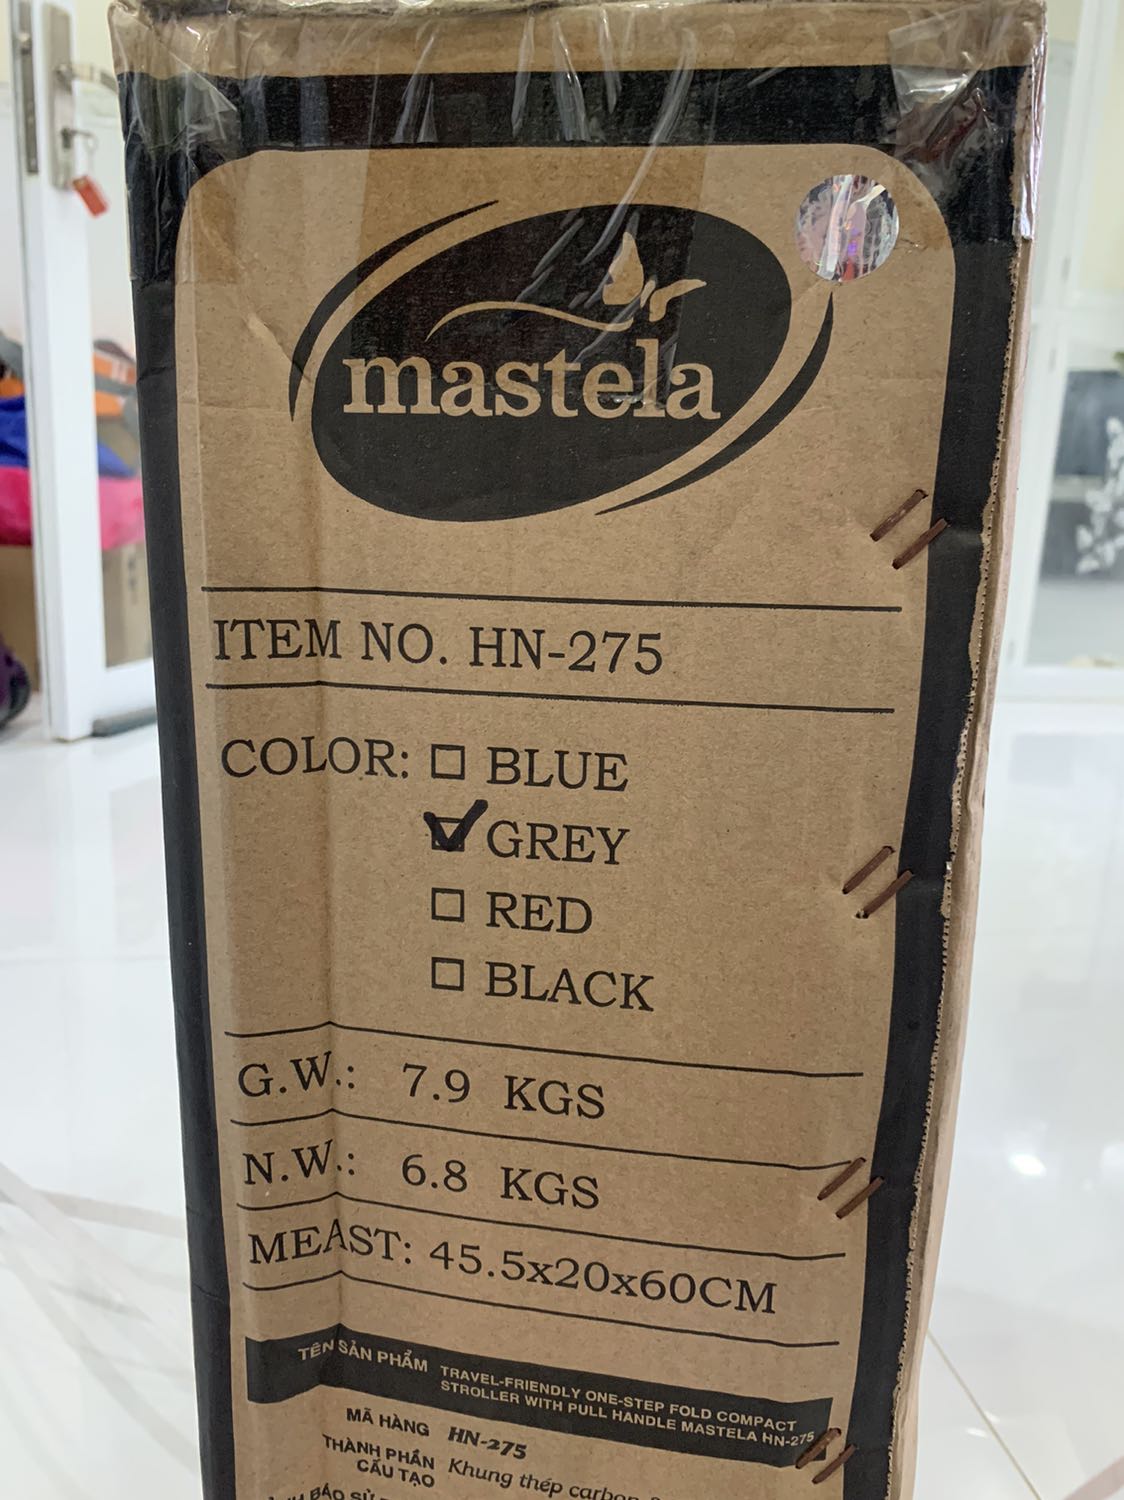 mastela
ITEM NO. HN-275
COLOR: BLUE
GREY
RED
BLACK
G.W.: 7.9 KGS
N.W.: 6.8 KGS
MEAST: 45.5x20x60CM
TÊN SẢN PHẨM TRAVEL-FRIENDLY ONE-STEP FOLD COMPACT
STROLLER WITH PULL HANDLE MASTELA HN-275
MÃ HÀNG HN-275
THÀNH PHẦN
CẤU TẠO Khung thép carbon
BÁO SỬ